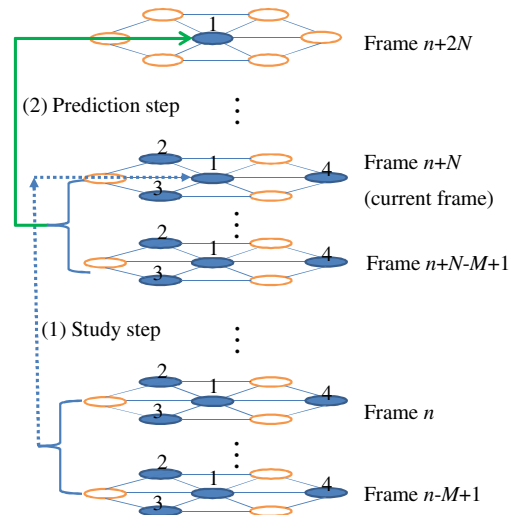 1
Frame n+2N
(2) Prediction step
2
1
3
4
Frame n+N
(current frame)
2
1
3
4
Frame n+N-M+1
(1) Study step
2
1
3
4
Frame n
2
1
3
4
Frame n-M+1